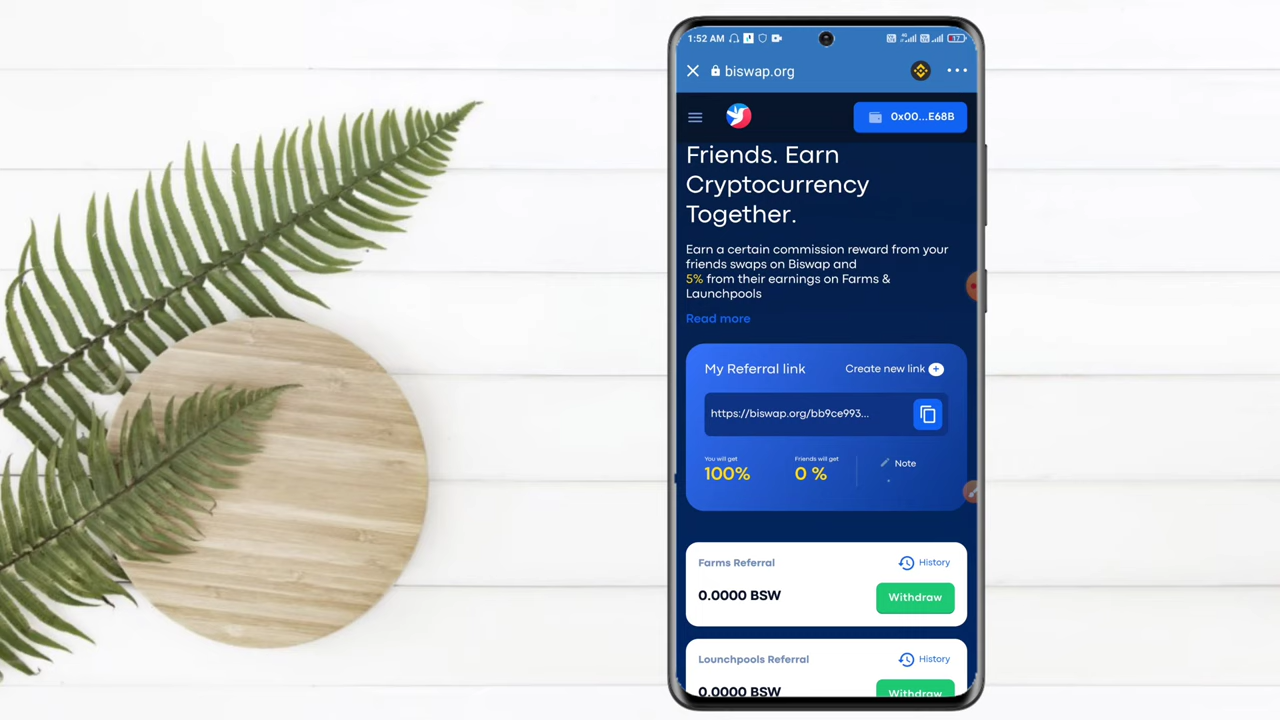 1:52 AM
17
biswap.org
0x00...E68B
Friends. Earn
Cryptocurrency
Together.
Earn a certain commission reward from your
friends swaps on Biswap and
5% from their earnings on Farms &
Launchpools
Read more
My Referral link
Create new link
https://biswap.org/bb9ce993...
You will get
100%
Friends will get
0 %
Note
Farms Referral
History
0.0000 BSW
Withdraw
Lounchpools Referral
History
0.0000 BSW
Withdraw